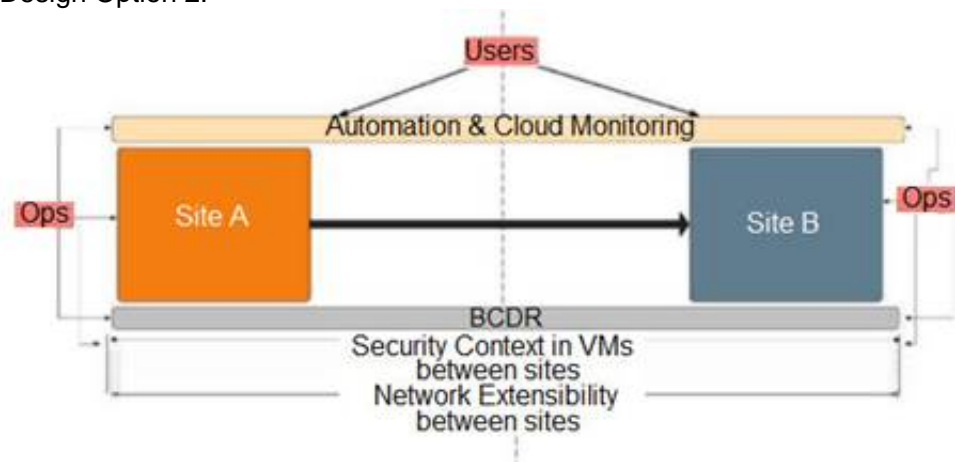 Design Option 2.
Users
Automation & Cloud Monitoring
Ops
Site A
Site B
Ops
BCDR
Security Context in VMs
between sites
Network Extensibility
between sites